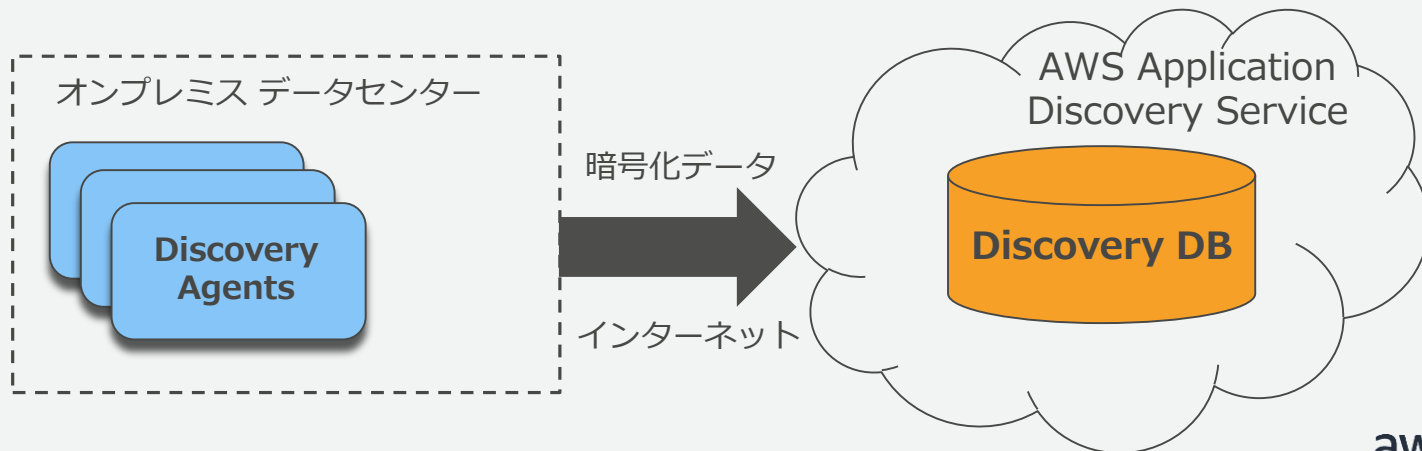 オンプレミス データセンター
Discovery
Agents
暗号化データ
インターネット
AWS Application
Discovery Service
Discovery DB